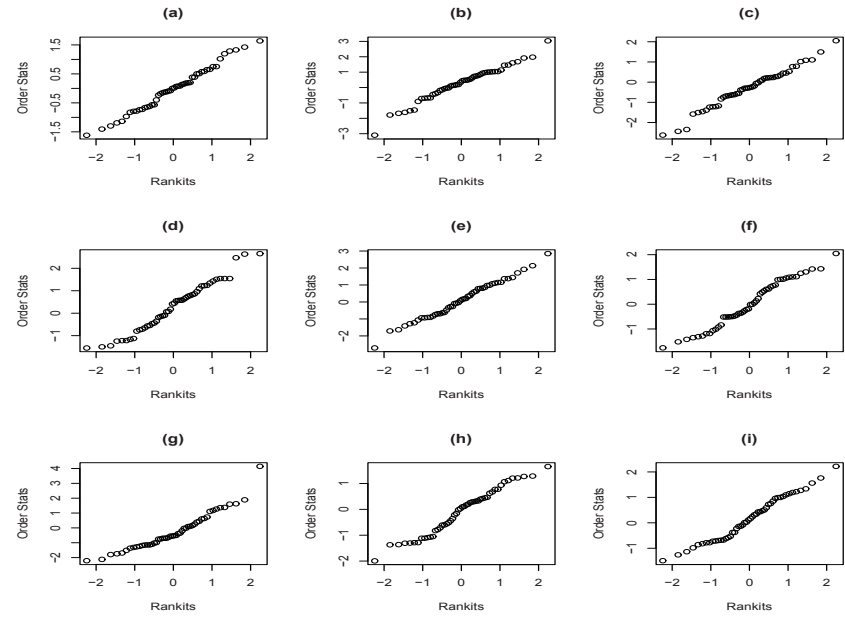 (a)
Order Stats
−1.5 −0.5 0.5 1.5
−2 −1 0 1 2
Rankits
(b)
Order Stats
−3 −1 1 2 3
−2 −1 0 1 2
Rankits
(c)
Order Stats
−2 −1 0 1 2
−2 −1 0 1 2
Rankits
(d)
Order Stats
−1 0 1 2
−2 −1 0 1 2
Rankits
(e)
Order Stats
−2 0 1 2 3
−2 −1 0 1 2
Rankits
(f)
Order Stats
−1 0 1 2
−2 −1 0 1 2
Rankits
(g)
Order Stats
−2 0 1 2 3 4
−2 −1 0 1 2
Rankits
(h)
Order Stats
−2 −1 0 1
−2 −1 0 1 2
Rankits
(i)
Order Stats
−1 0 1 2
−2 −1 0 1 2
Rankits